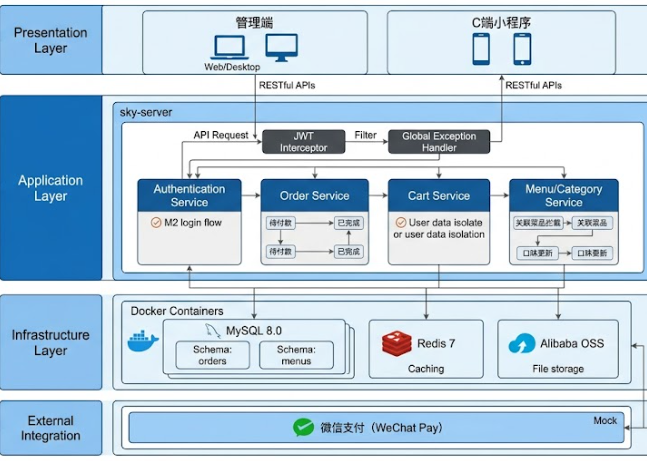 Presentation
Layer
管理端
Web/Desktop
C端小程序
RESTful APIs
RESTful APIs
Application
Layer
sky-server
API Request
JWT
Interceptor
Filter
Global Exception
Handler
Authentication
Service
M2 login flow
Order Service
待付款
已完成
待付款
已完成
Cart Service
User data isolate
or user data isolation
Menu/Category
Service
关联菜品拦截
关联菜品
口味更新
口味更新
Infrastructure
Layer
Docker Containers
MySQL 8.0
Schema:
orders
Schema:
menus
Redis 7
Caching
Alibaba OSS
File storage
External
Integration
微信支付（WeChat Pay）
Mock